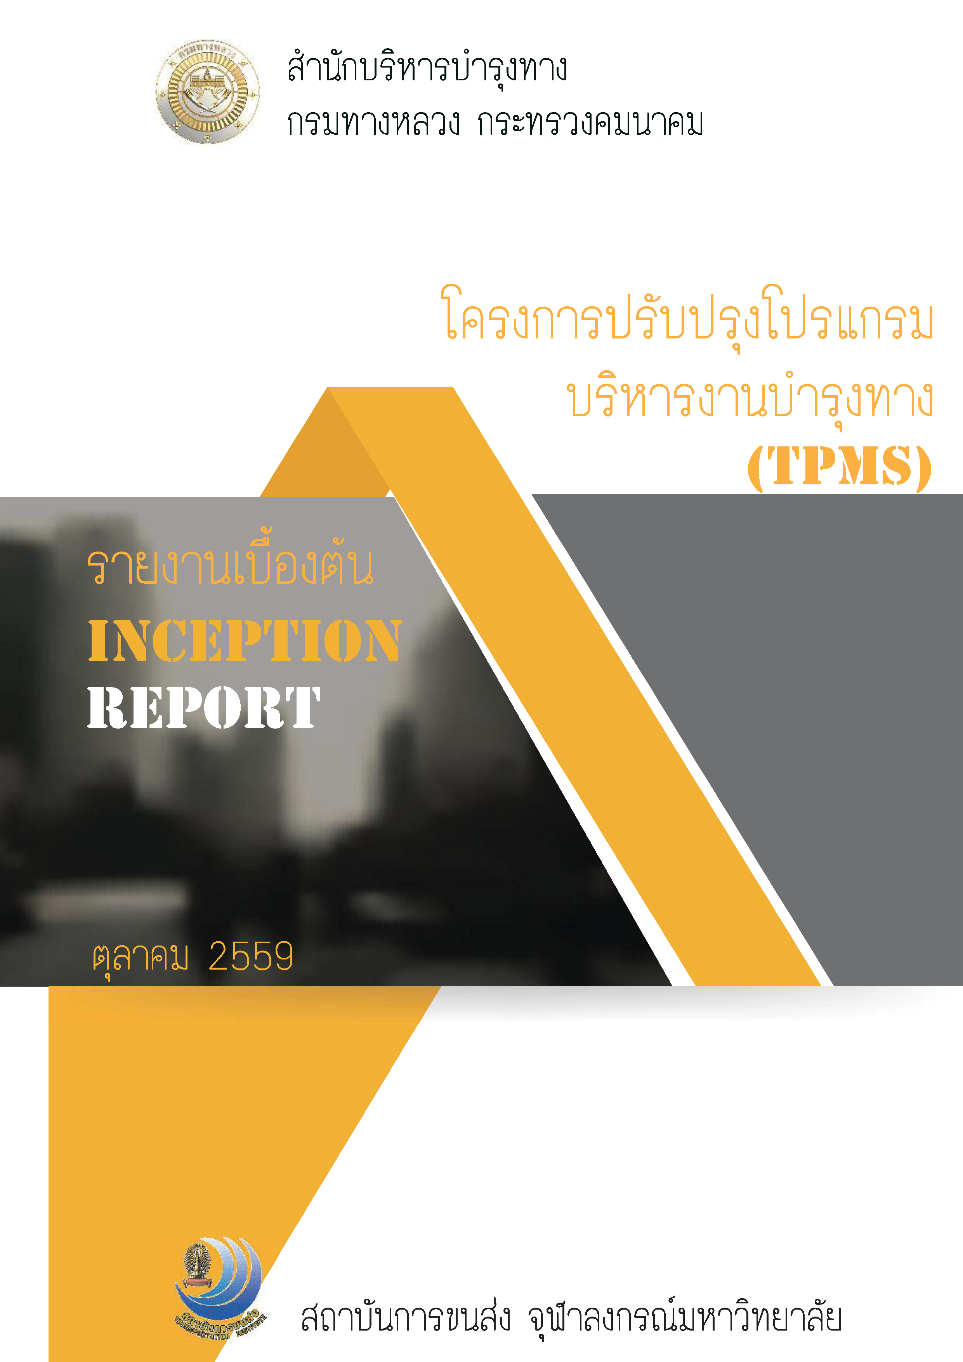 สำนักบริหารบำรุงทาง
กรมทางหลวง กระทรวงคมนาคม
โครงการปรับปรุงโปรแกรม
บริหารงานบำรุงทาง
(TPMS)
รายงานเบื้องต้น
INCEPTION
REPORT
ตุลาคม 2559
สถาบันการขนส่ง จุฬาลงกรณ์มหาวิทยาลัย